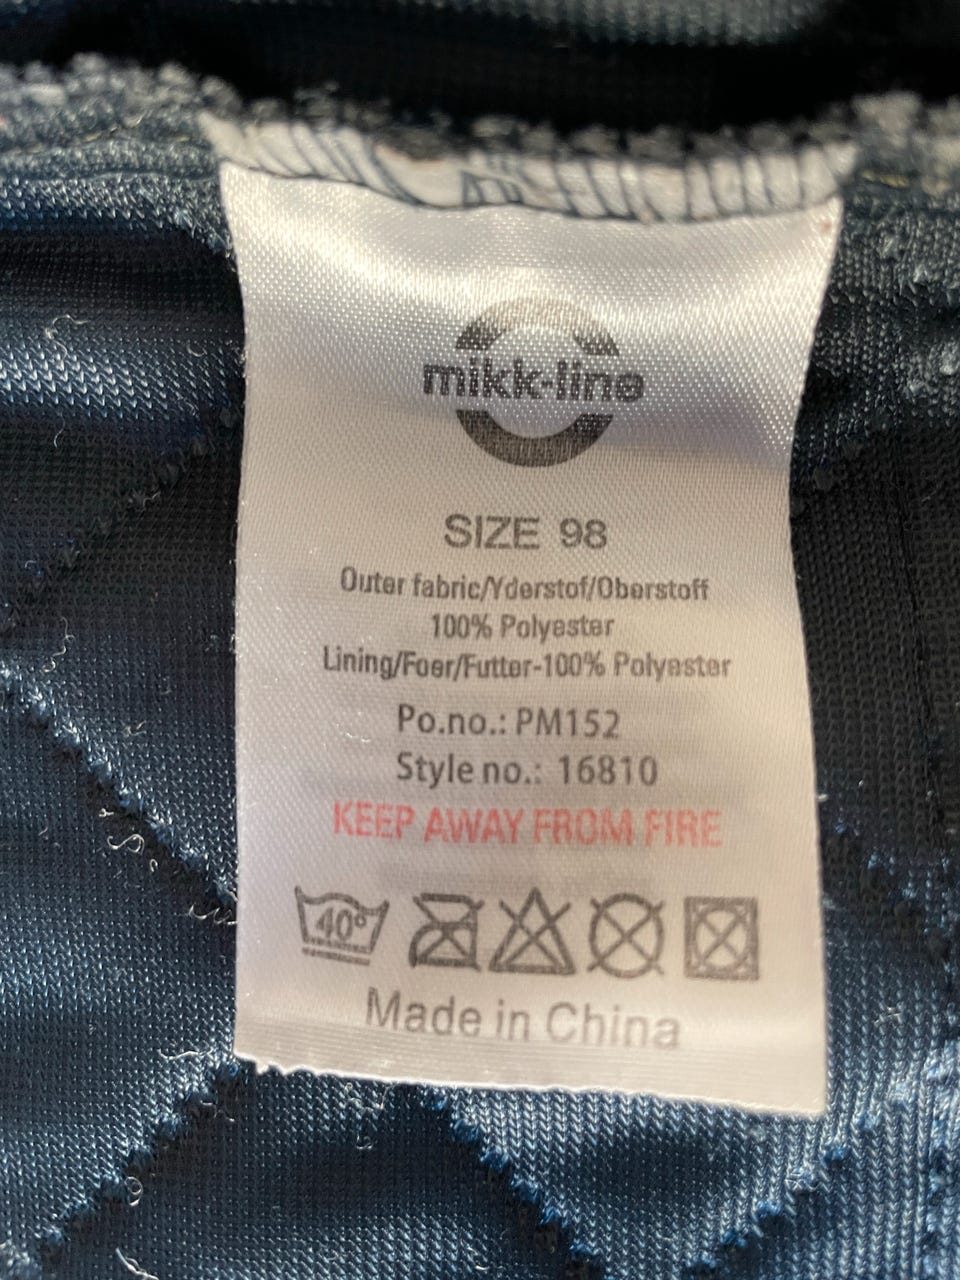 mikk-line
SIZE 98
Outer fabric/Yderstof/Oberstoff
100% Polyester
Lining/Foer/Futter-100% Polyester
Po.no.: PM152
Style no.: 16810
KEEP AWAY FROM FIRE
40°
Made in China